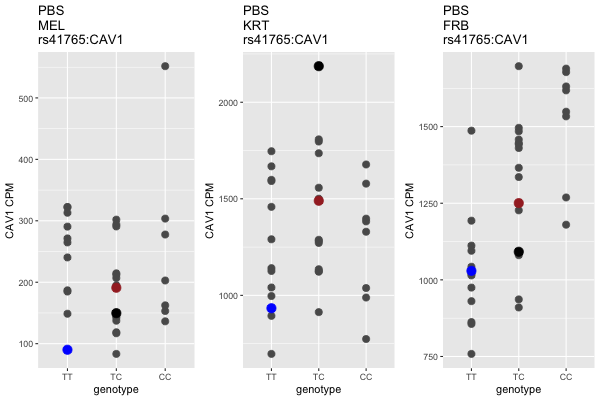 PBS
MEL
rs41765:CAV1
CAV1 CPM
500
400
300
200
100
TT
TC
CC
genotype
PBS
KRT
rs41765:CAV1
CAV1 CPM
2000
1500
1000
TT
TC
CC
genotype
PBS
FRB
rs41765:CAV1
CAV1 CPM
1500
1250
1000
750
TT
TC
CC
genotype